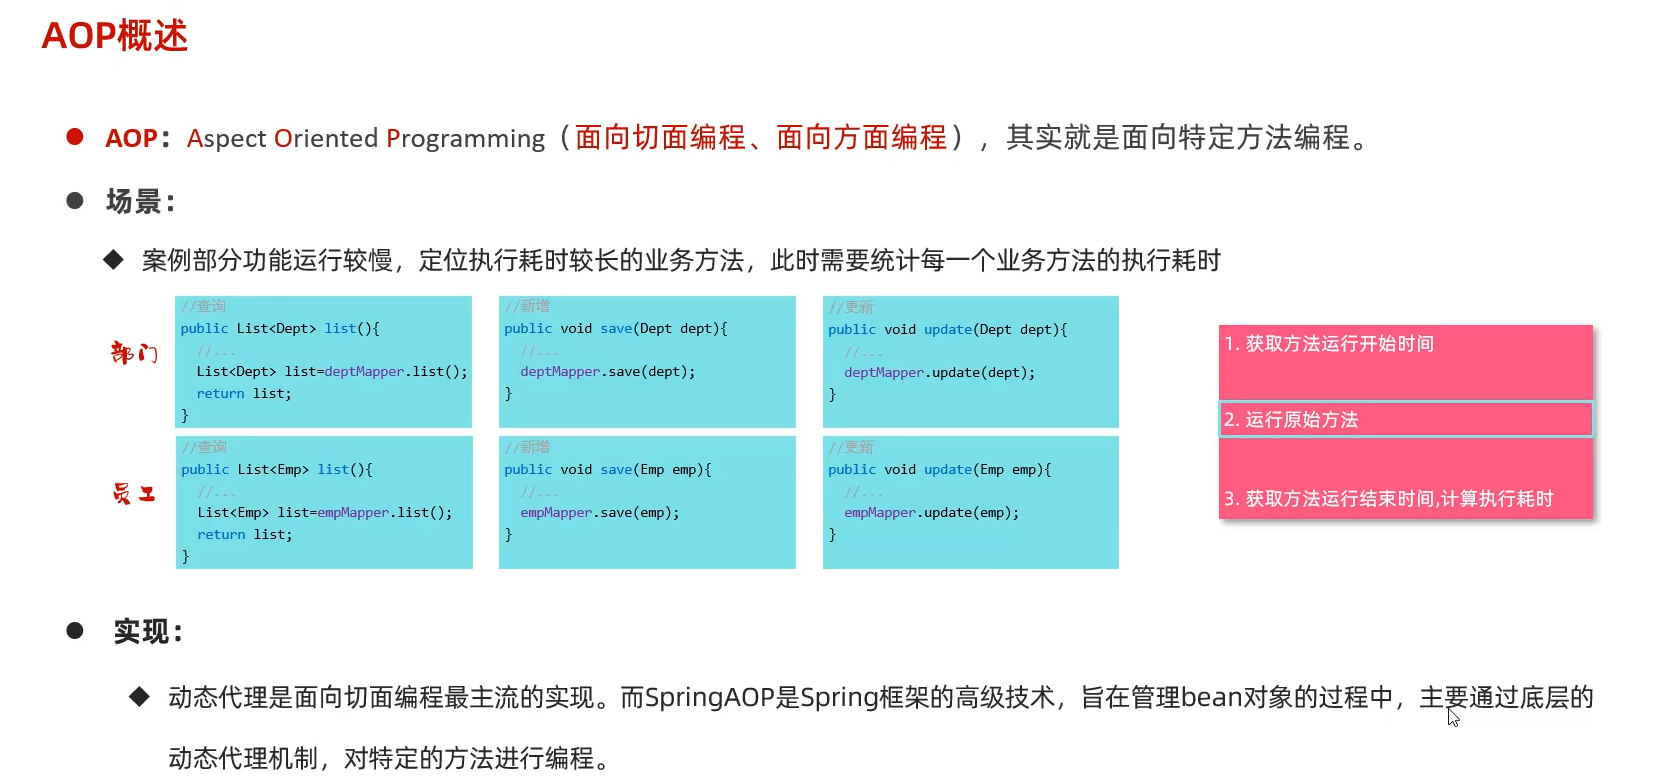 AOP概述
AOP：Aspect Oriented Programming（面向切面编程、面向方面编程），其实就是面向特定方法编程。
场景：
案例部分功能运行较慢，定位执行耗时较长的业务方法，此时需要统计每一个业务方法的执行耗时
部门
//查询
public List<Dept> list(){
//...
List<Dept> list=deptMapper.list();
return list;
}
//新增
public void save(Dept dept){
//...
deptMapper.save(dept);
}
//更新
public void update(Dept dept){
//...
deptMapper.update(dept);
}
员工
//查询
public List<Emp> list(){
//...
List<Emp> list=empMapper.list();
return list;
}
//新增
public void save(Emp emp){
//...
empMapper.save(emp);
}
//更新
public void update(Emp emp){
//...
empMapper.update(emp);
}
1. 获取方法运行开始时间
2. 运行原始方法
3. 获取方法运行结束时间,计算执行耗时
实现：
动态代理是面向切面编程最主流的实现。而SpringAOP是Spring框架的高级技术，旨在管理bean对象的过程中，主要通过底层的
动态代理机制，对特定的方法进行编程。